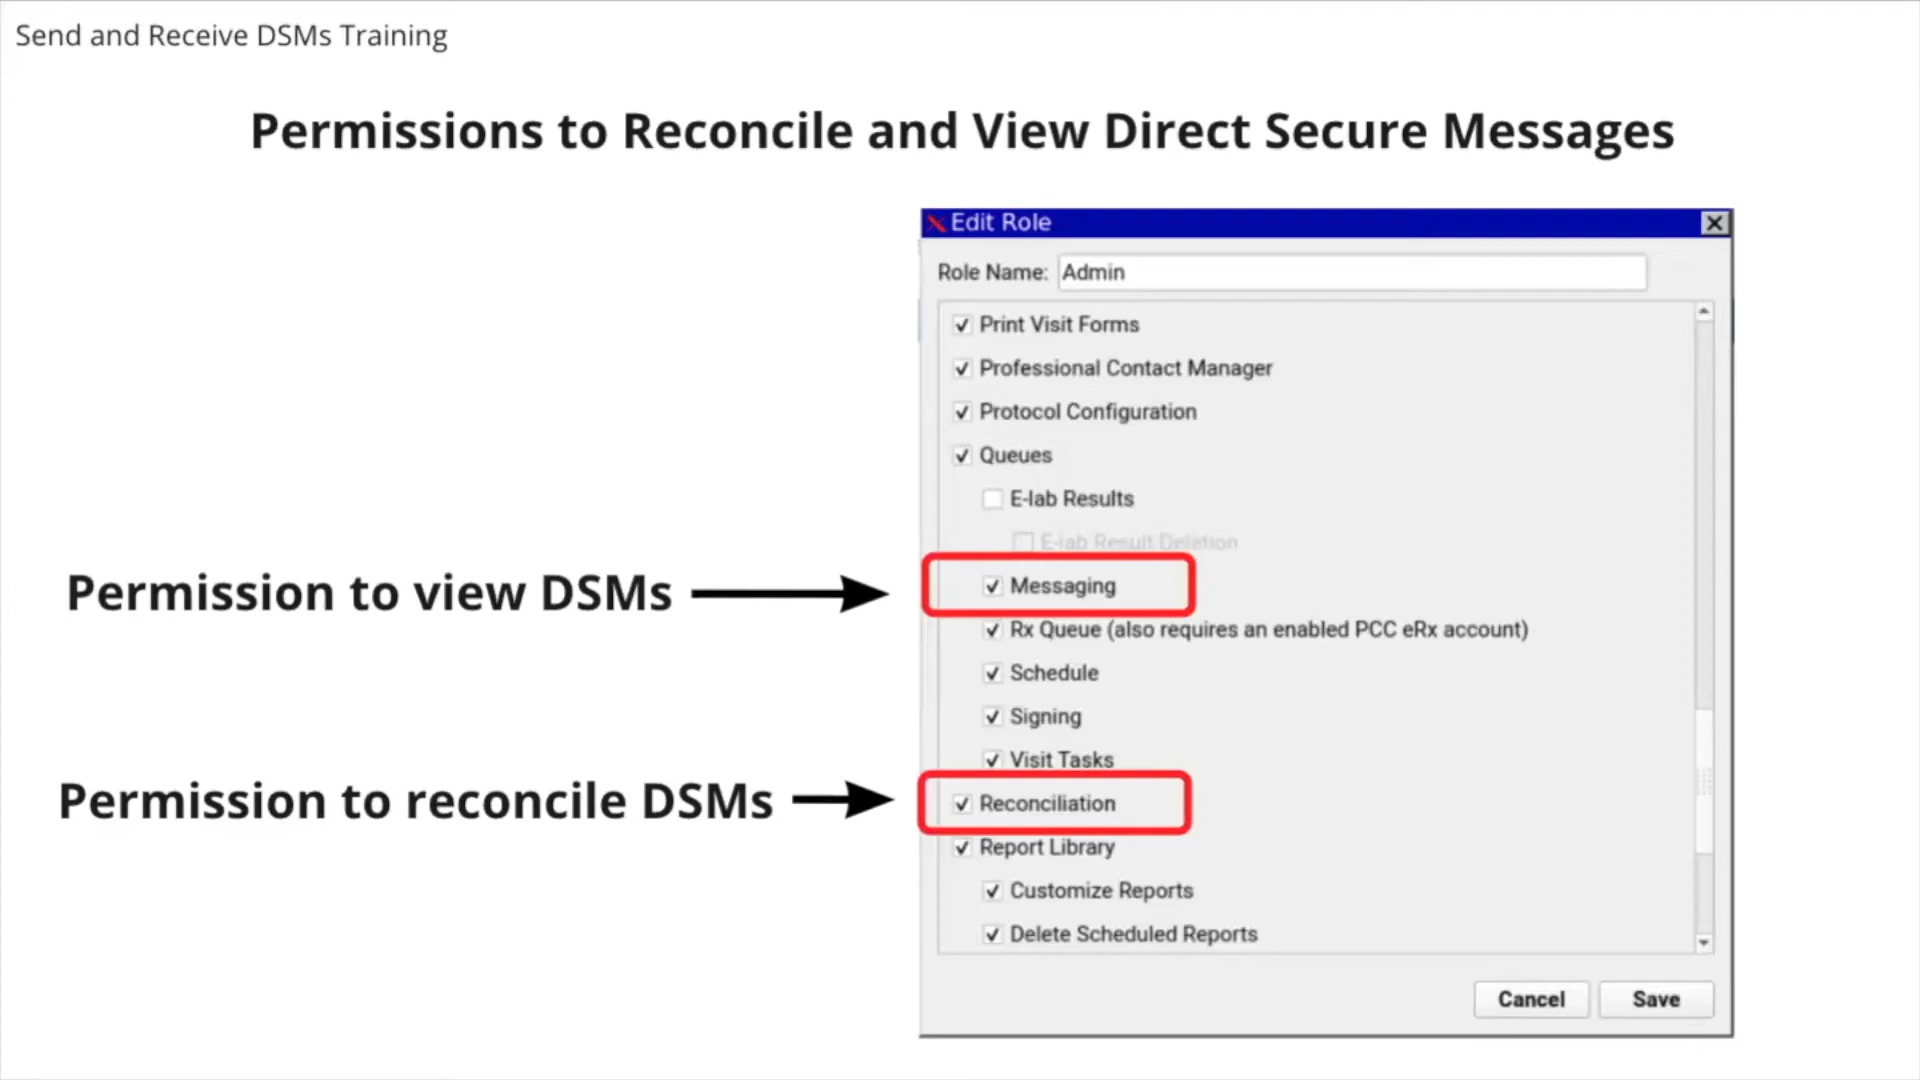 Send and Receive DSMs Training
Permissions to Reconcile and View Direct Secure Messages
Edit Role
Role Name: Admin
Print Visit Forms
Professional Contact Manager
Protocol Configuration
Queues
E-lab Results
E-lab Result Deletion
Permission to view DSMs
Messaging
Rx Queue (also requires an enabled PCC eRx account)
Schedule
Signing
Visit Tasks
Permission to reconcile DSMs
Reconciliation
Report Library
Customize Reports
Delete Scheduled Reports
Cancel Save